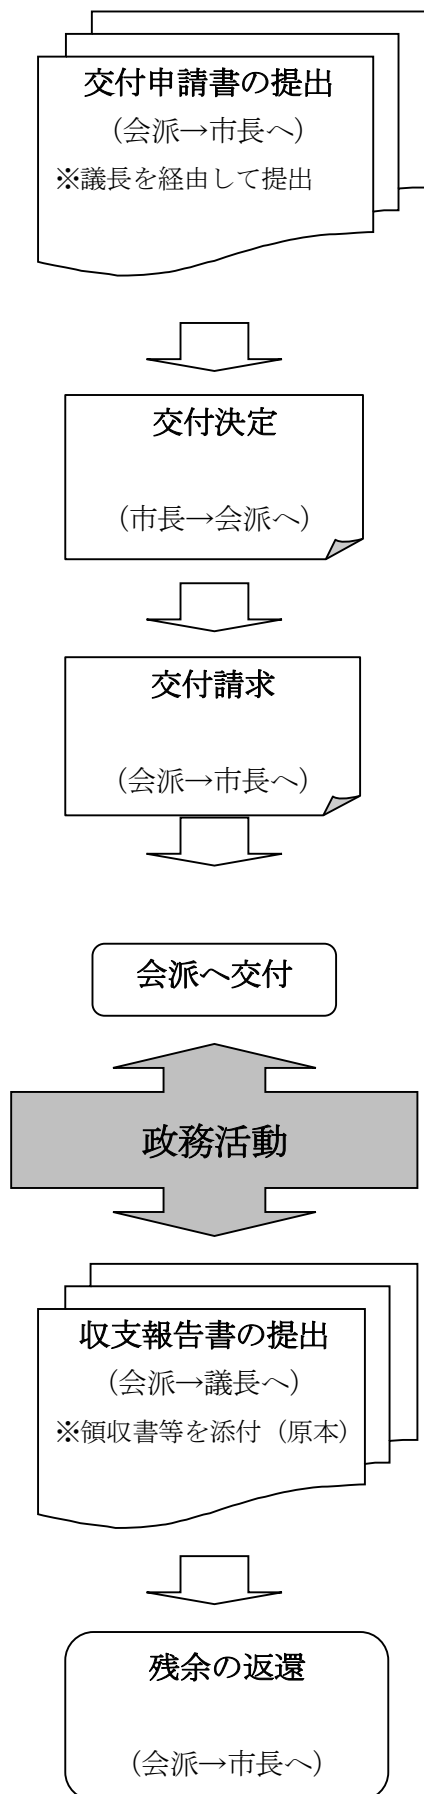 交付申請書の提出
（会派→市長へ）
※議長を経由して提出
交付決定
（市長→会派へ）
交付請求
（会派→市長へ）
会派へ交付
政務活動
収支報告書の提出
（会派→議長へ）
※領収書等を添付（原本）
残余の返還
（会派→市長へ）